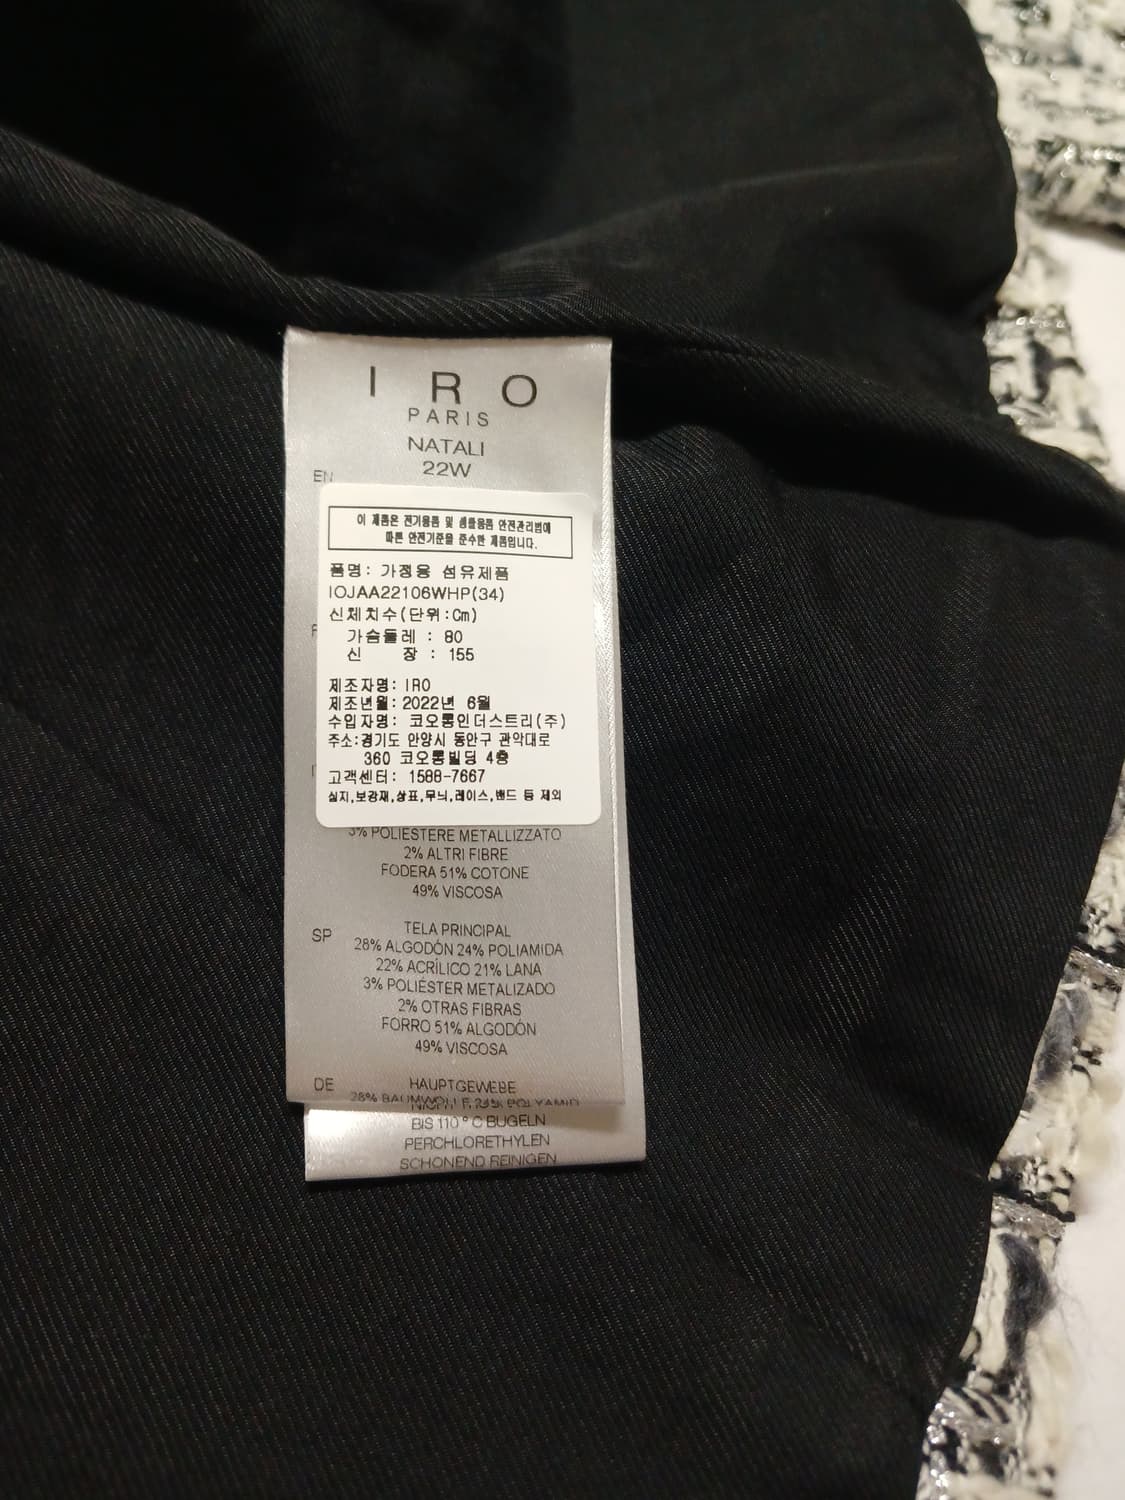 I R O
PARIS
NATALI
22W
EN
이 제품은 전기용품 및 생활용품 안전관리법에
따른 안전기준을 준수한 제품입니다.
품명: 가정용 섬유제품
IOJAA22106WHP(34)
신체치수(단위:Cm)
가슴둘레 : 80
신 장 : 155
제조자명: IRO
제조년월: 2022년 6월
수입자명: 코오롱인더스트리(주)
주소:경기도 안양시 동안구 관악대로
360 코오롱빌딩 4층
고객센터: 1588-7667
심지,보강재,상표,무늬,레이스,밴드 등 제외
3% POLIESTERE METALLIZZATO
2% ALTRI FIBRE
FODERA 51% COTONE
49% VISCOSA
SP
TELA PRINCIPAL
28% ALGODÓN 24% POLIAMIDA
22% ACRÍLICO 21% LANA
3% POLIÉSTER METALIZADO
2% OTRAS FIBRAS
FORRO 51% ALGODÓN
49% VISCOSA
DE
HAUPTGEWEBE
28% BAUMWOLLE 24% POLYAMID
BIS 110 ° C BUGELN
PERCHLORETHYLEN
SCHONEND REINIGEN